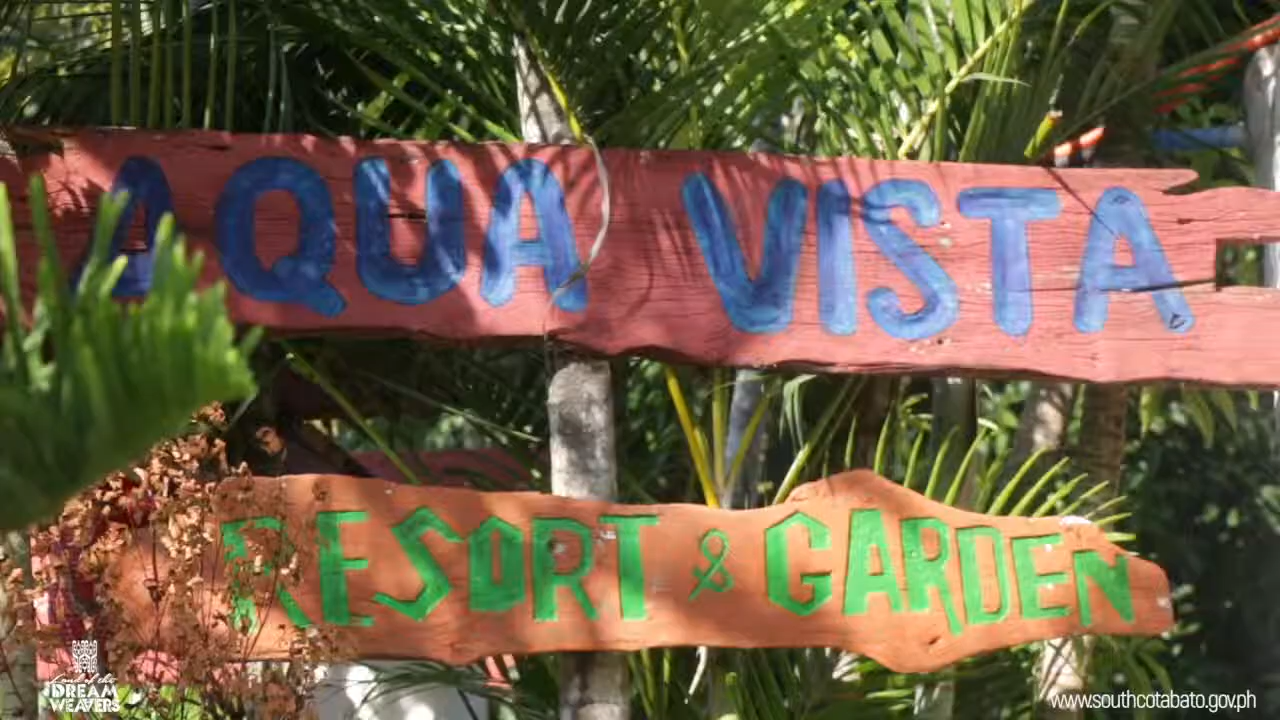 AQUA VISTA
RESORT & GARDEN
Land of the
DREAM
WEAVERS
www.southcotabato.gov.ph